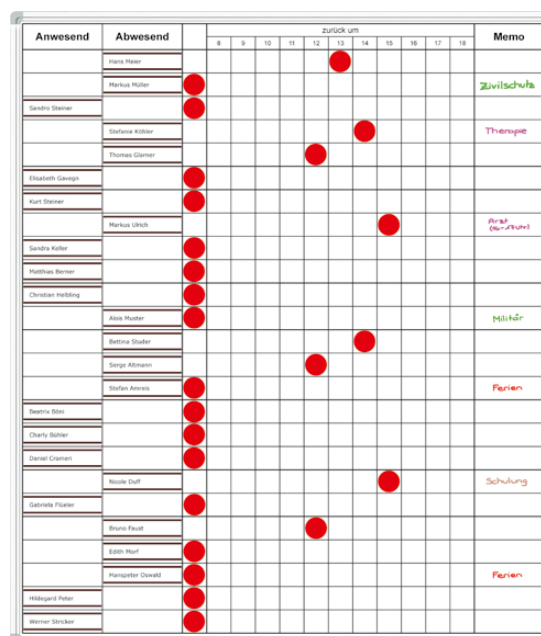 Anwesend Abwesend zurück um Memo
8 9 10 11 12 13 14 15 16 17 18
Hans Meier
Markus Müller Zivilschutz
Sandro Steiner
Stefanie Köhler Therapie
Thomas Glarner
Elisabeth Gavegn
Kurt Steiner
Markus Ulrich Arzt
Sandra Keller
Matthias Berner
Christian Helbling
Alois Muster Militär
Bettina Studer
Serge Altmann
Stefan Amreis Ferien
Beatrix Böni
Charly Bühler
Daniel Crameri
Nicole Duff Schulung
Gabriela Flüeler
Bruno Faust
Edith Morf
Hanspeter Oswald Ferien
Hildegard Peter
Werner Stricker